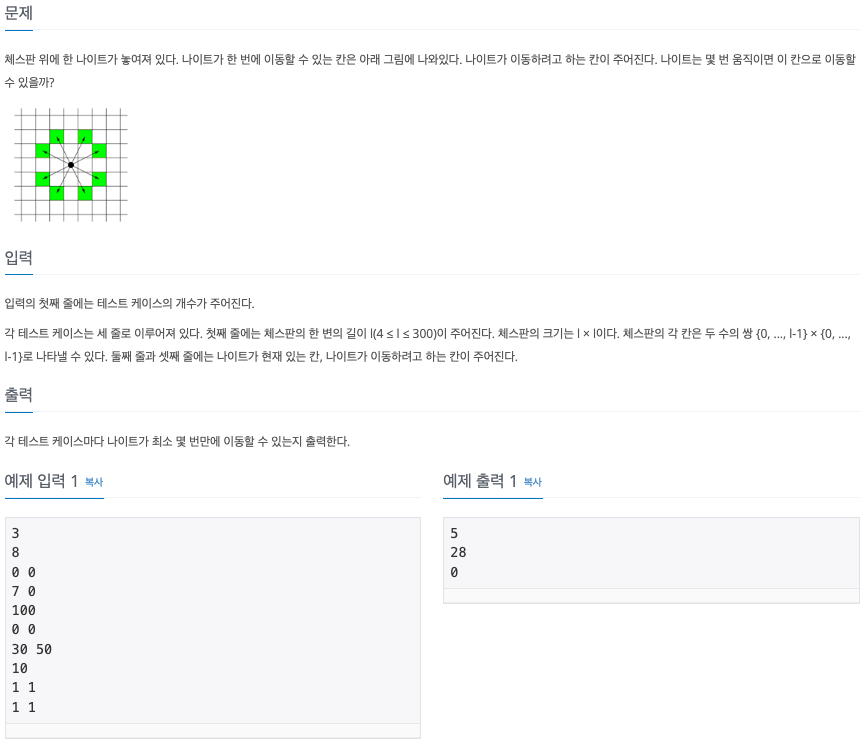 문제
체스판 위에 한 나이트가 놓여져 있다. 나이트가 한 번에 이동할 수 있는 칸은 아래 그림에 나와있다. 나이트가 이동하려고 하는 칸이 주어진다. 나이트는 몇 번 움직이면 이 칸으로 이동할
수 있을까?
입력
입력의 첫째 줄에는 테스트 케이스의 개수가 주어진다.
각 테스트 케이스는 세 줄로 이루어져 있다. 첫째 줄에는 체스판의 한 변의 길이 l(4 ≤ l ≤ 300)이 주어진다. 체스판의 크기는 l × l이다. 체스판의 각 칸은 두 수의 쌍 {0, ..., l-1} × {0, ...,
l-1}로 나타낼 수 있다. 둘째 줄과 셋째 줄에는 나이트가 현재 있는 칸, 나이트가 이동하려고 하는 칸이 주어진다.
출력
각 테스트 케이스마다 나이트가 최소 몇 번만에 이동할 수 있는지 출력한다.
예제 입력 1 복사
3
8
0 0
7 0
100
0 0
30 50
10
1 1
1 1
예제 출력 1 복사
5
28
0